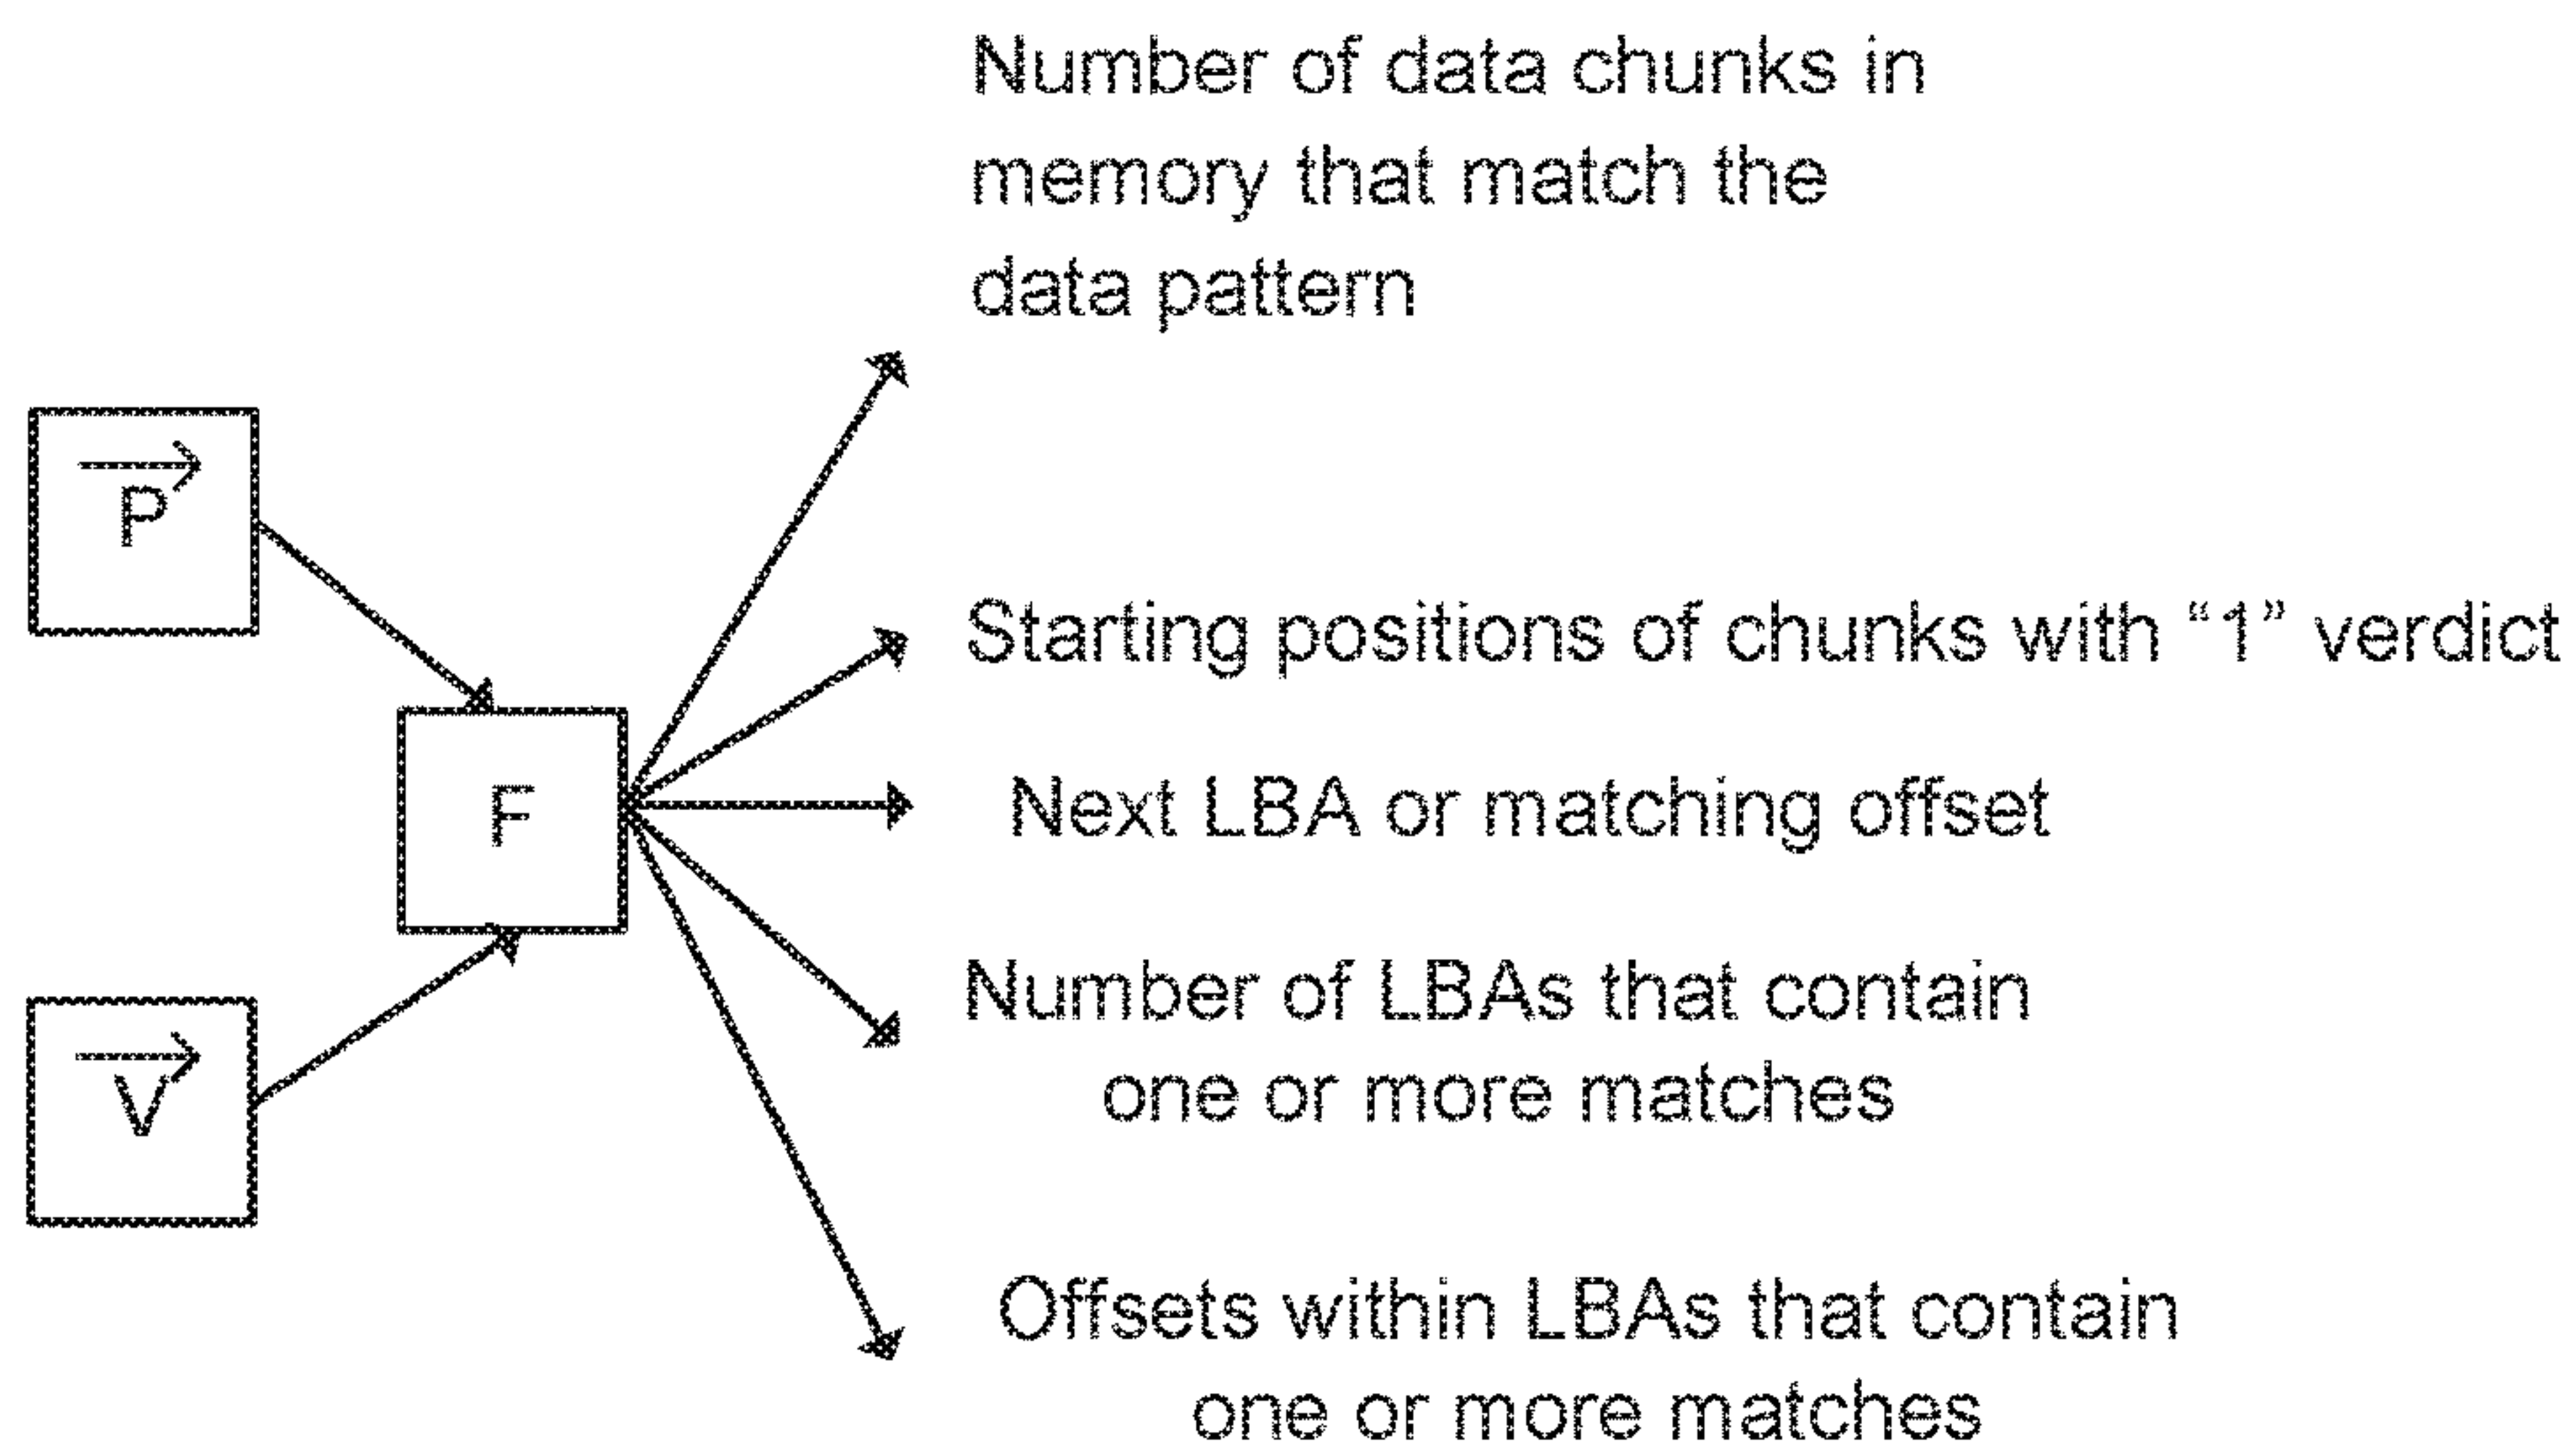 Number of data chunks in
memory that match the
data pattern
P
Starting positions of chunks with “1” verdict
F
Next LBA or matching offset
Number of LBAs that contain
one or more matches
V
Offsets within LBAs that contain
one or more matches